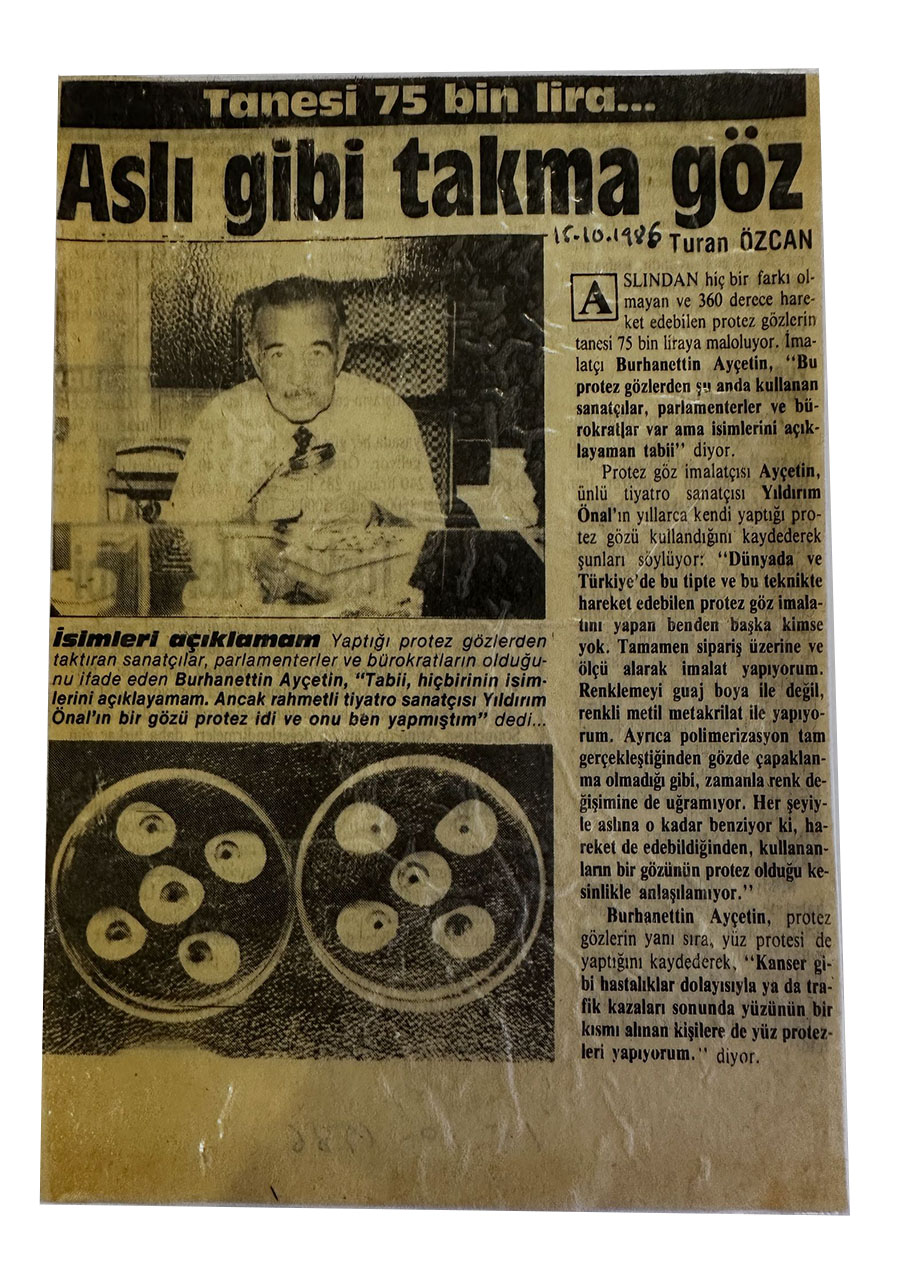 Tanesi 75 bin lira...
Aslı gibi takma göz
15.10.1986
Turan ÖZCAN
ASLINDAN hiç bir farkı ol-
mayan ve 360 derece hare-
ket edebilen protez gözlerin
tanesi 75 bin liraya maloluyor. İma-
latçı Burhanettin Ayçetin, “Bu
protez gözlerden şu anda kullanan
sanatçılar, parlamenterler ve bü-
rokratlar var ama isimlerini açık-
layaman tabii” diyor.
Protez göz imalatçısı Ayçetin,
ünlü tiyatro sanatçısı Yıldırım
Önal'ın yıllarca kendi yaptığı pro-
tez gözü kullandığını kaydederek
şunları söylüyor: “Dünyada ve
Türkiye'de bu tipte ve bu teknikte
hareket edebilen protez göz imala-
tını yapan benden başka kimse
yok. Tamamen sipariş üzerine ve
ölçü alarak imalat yapıyorum.
Renklemeyi guaj boya ile değil,
renkli metil metakrilat ile yapıyo-
rum. Ayrıca polimerizasyon tam
gerçekleştiğinden gözde çapaklan-
ma olmadığı gibi, zamanla renk de-
ğişimine de uğramıyor. Her şeyiy-
le aslına o kadar benziyor ki, ha-
reket de edebildiğinden, kullanan-
ların bir gözünün protez olduğu ke-
sinlikle anlaşılamıyor.”
Burhanettin Ayçetin, protez
gözlerin yanı sıra, yüz protesi de
yaptığını kaydederek, “Kanser gi-
bi hastalıklar dolayısıyla ya da tra-
fik kazaları sonunda yüzünün bir
kısmı alınan kişilere de yüz protez-
leri yapıyorum.” diyor.
İsimleri açıklamam Yaptığı protez gözlerden
taktıran sanatçılar, parlamenterler ve bürokratların olduğu-
nu ifade eden Burhanettin Ayçetin, “Tabii, hiçbirinin isim-
lerini açıklayamam. Ancak rahmetli tiyatro sanatçısı Yıldırım
Önal'ın bir gözü protez idi ve onu ben yapmıştım” dedi...